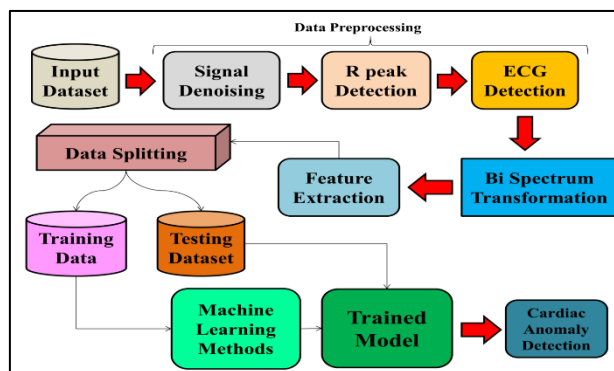 Data Preprocessing
Input
Dataset
Signal
Denoising
R peak
Detection
ECG
Detection
Data Splitting
Feature
Extraction
Bi Spectrum
Transformation
Training
Data
Testing
Dataset
Machine
Learning
Methods
Trained
Model
Cardiac
Anomaly
Detection